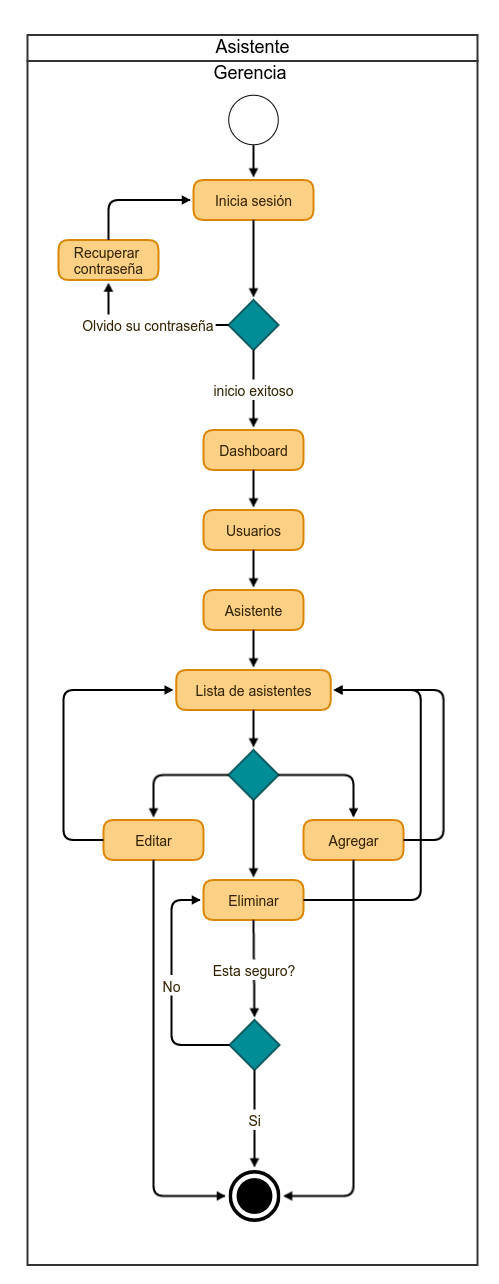 Asistente
Gerencia
Inicia sesión
Recuperar
contraseña
Olvido su contraseña
inicio exitoso
Dashboard
Usuarios
Asistente
Lista de asistentes
Editar
Agregar
Eliminar
Esta seguro?
No
Si